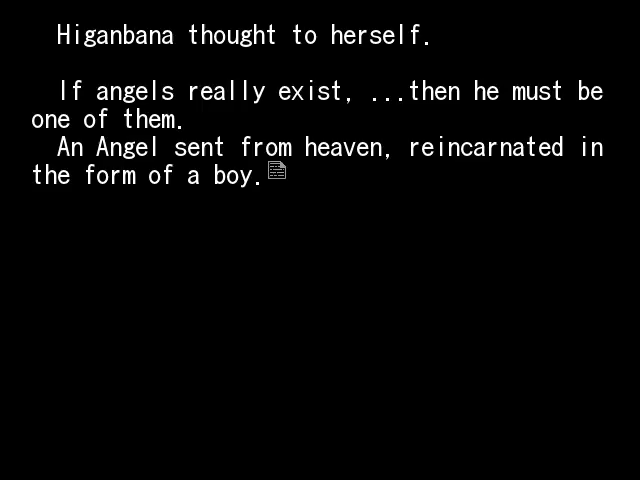 Higanbana thought to herself.
If angels really exist, ...then he must be
one of them.
An Angel sent from heaven, reincarnated in
the form of a boy.